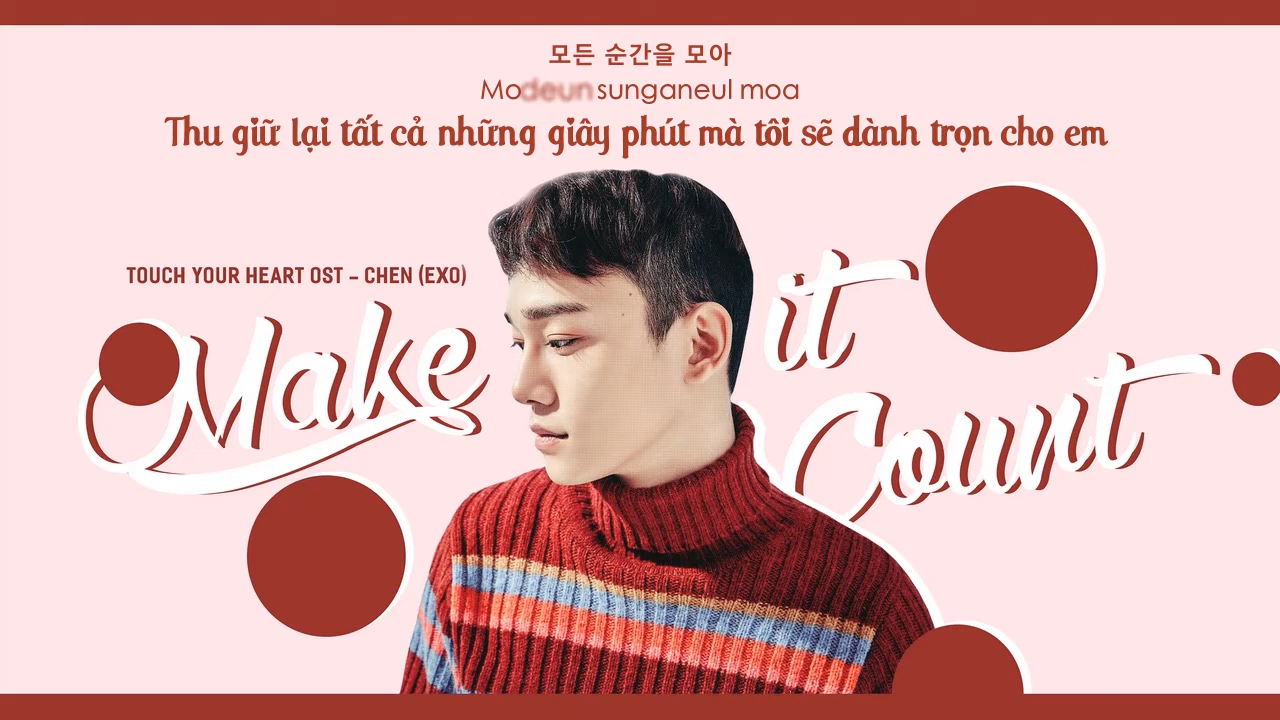 모든 순간을 모아
sunganeul moa
Thu giữ lại tất cả những giây phút mà tôi sẽ dành trọn cho em
TOUCH YOUR HEART OST - CHEN (EXO)
Make it Count